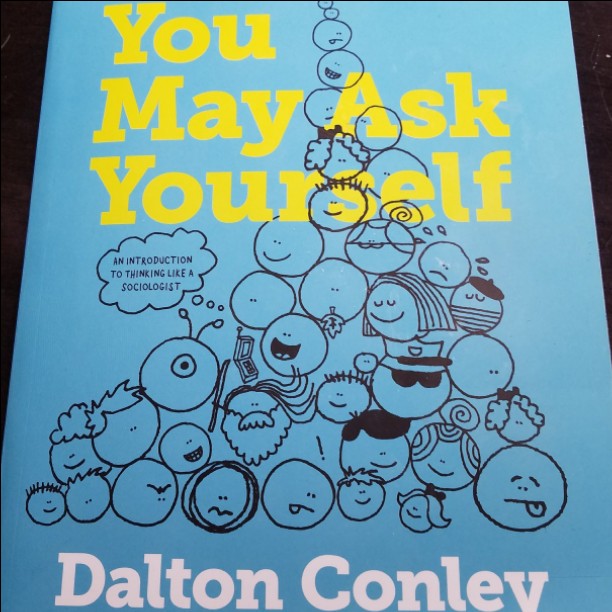 You
May Ask
Yourself
AN INTRODUCTION
TO THINKING LIKE A
SOCIOLOGIST
!
Dalton Conley